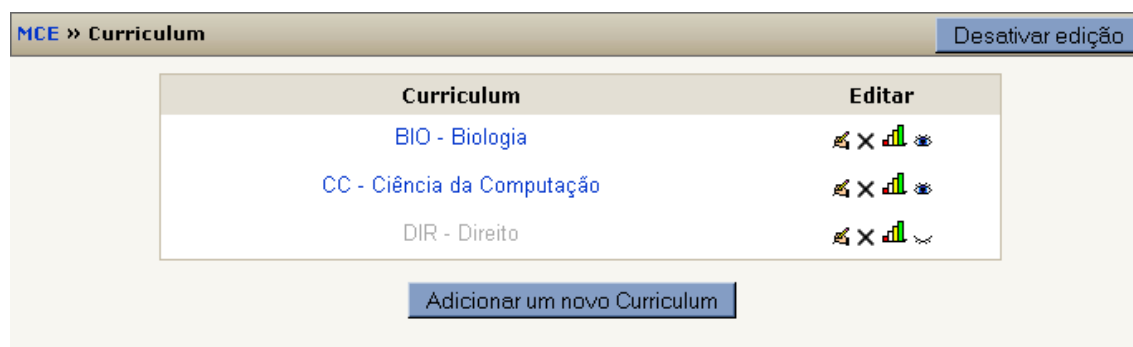 MCE » Curriculum Desativar edição
Curriculum Editar
BIO - Biologia
CC - Ciência da Computação
DIR - Direito
Adicionar um novo Curriculum